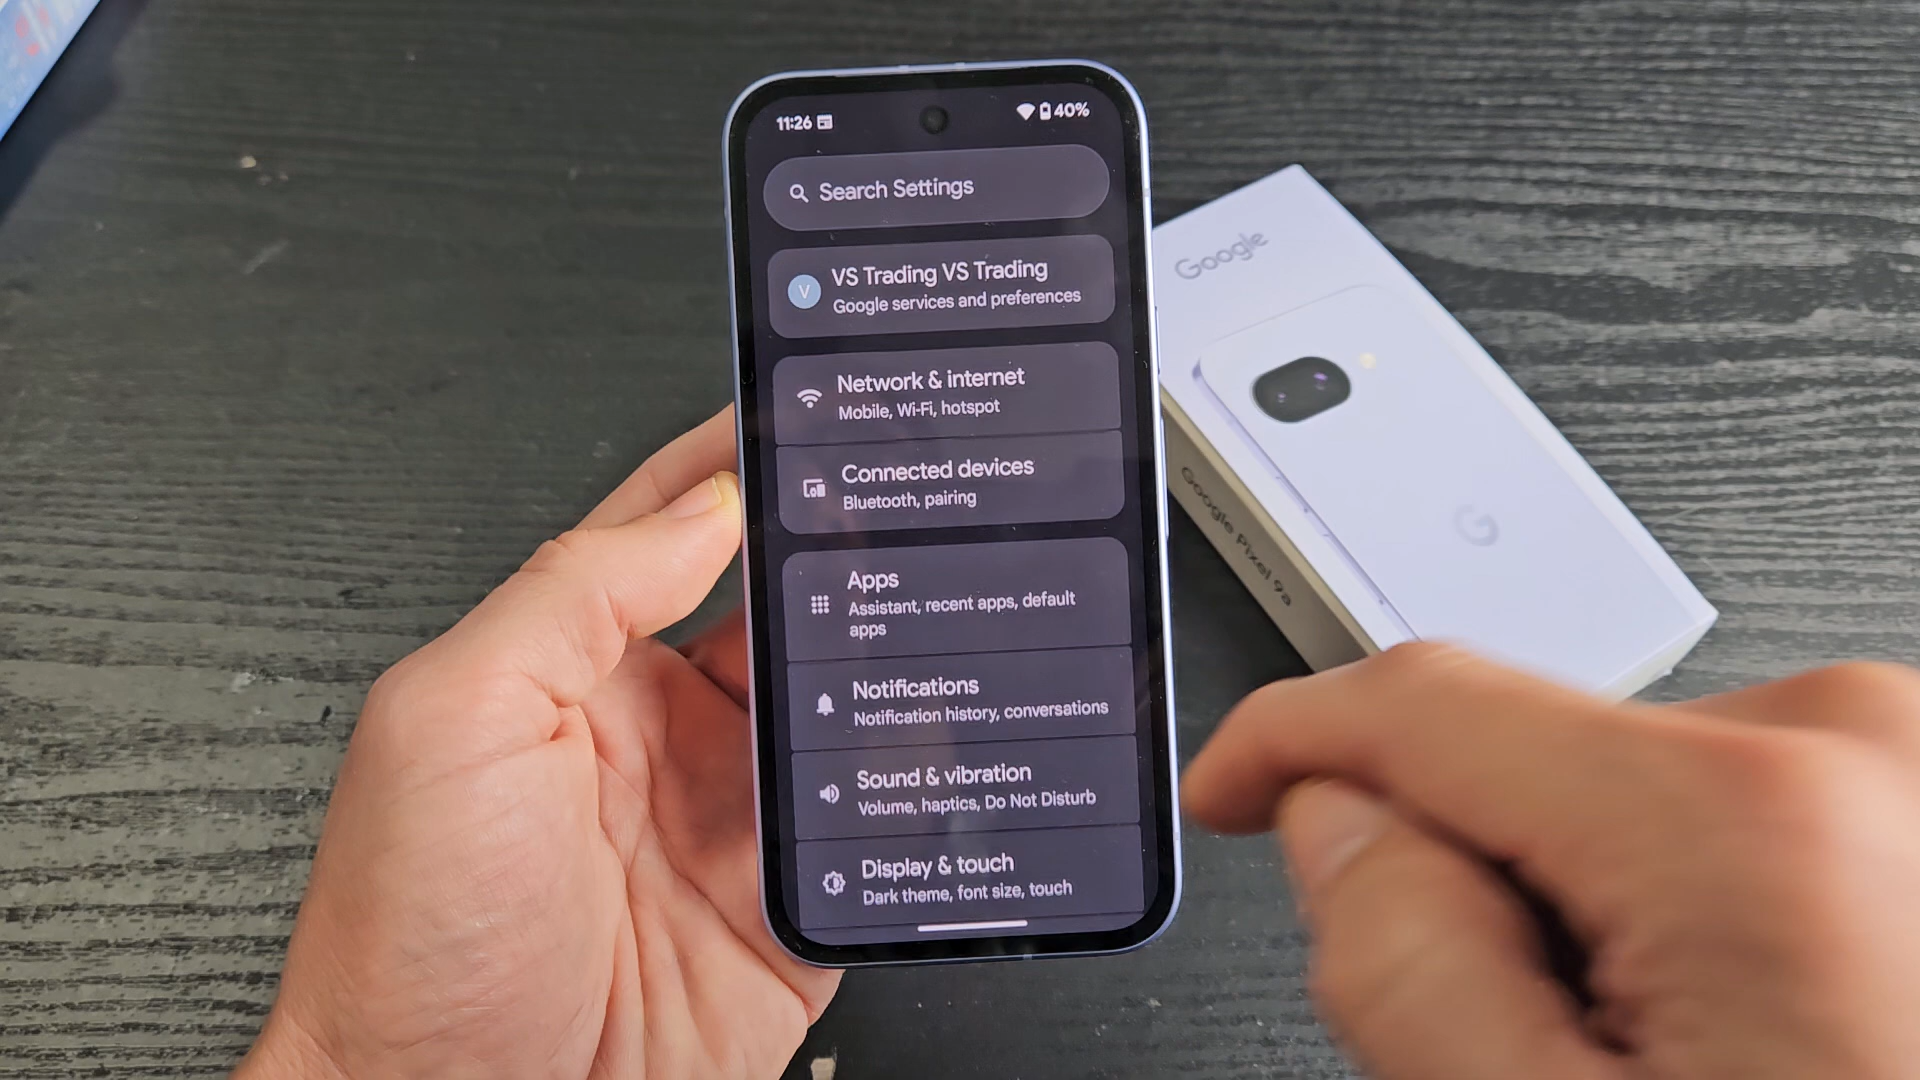 11:26
40%
Search Settings
V
VS Trading VS Trading
Google services and preferences
Network & internet
Mobile, Wi-Fi, hotspot
Connected devices
Bluetooth, pairing
Apps
Assistant, recent apps, default
apps
Notifications
Notification history, conversations
Sound & vibration
Volume, haptics, Do Not Disturb
Display & touch
Dark theme, font size, touch
Google
G
Google Pixel 9a